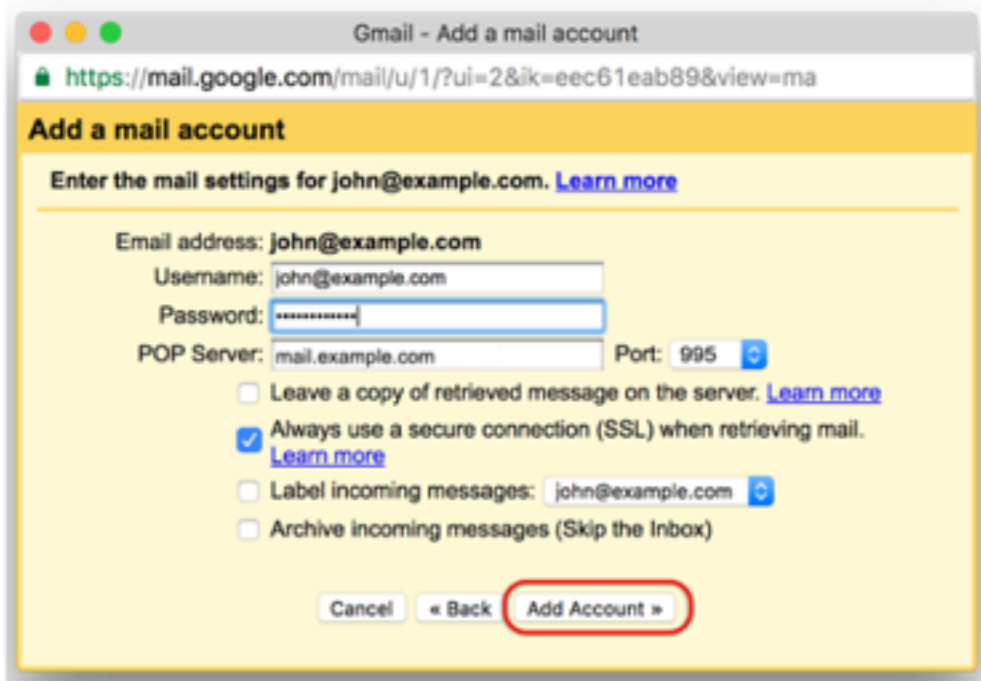 Gmail - Add a mail account
https://mail.google.com/mail/u/1/?ui=2&ik=eec61eab89&view=ma
Add a mail account
Enter the mail settings for john@example.com. Learn more
Email address: john@example.com
Username: john@example.com
Password: ••••••••••••
POP Server: mail.example.com Port: 995
Leave a copy of retrieved message on the server. Learn more
Always use a secure connection (SSL) when retrieving mail.
Learn more
Label incoming messages: john@example.com
Archive incoming messages (Skip the Inbox)
Cancel « Back Add Account »